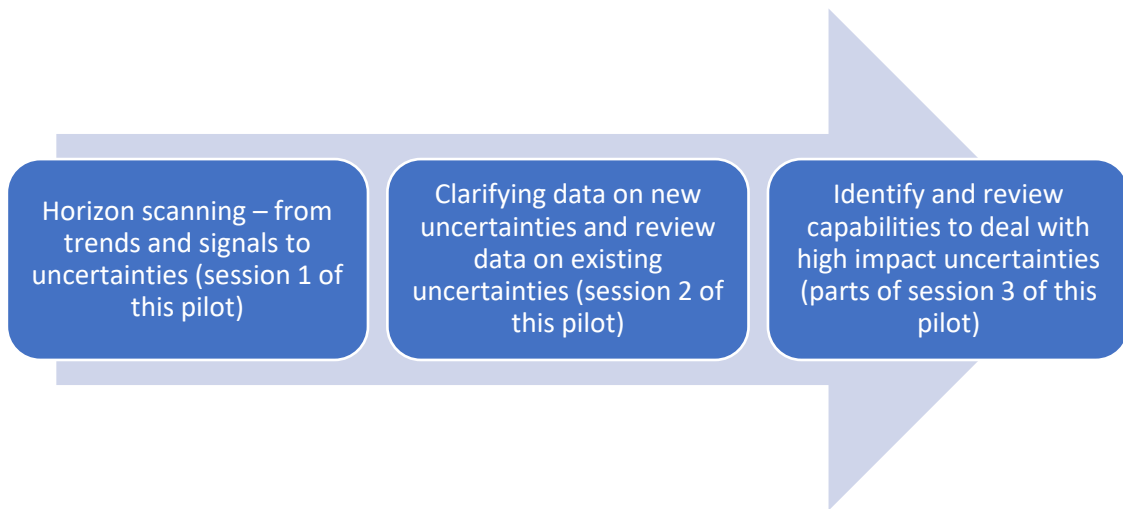 Horizon scanning – from
trends and signals to
uncertainties (session 1 of
this pilot)
Clarifying data on new
uncertainties and review
data on existing
uncertainties (session 2 of
this pilot)
Identify and review
capabilities to deal with
high impact uncertainties
(parts of session 3 of this
pilot)